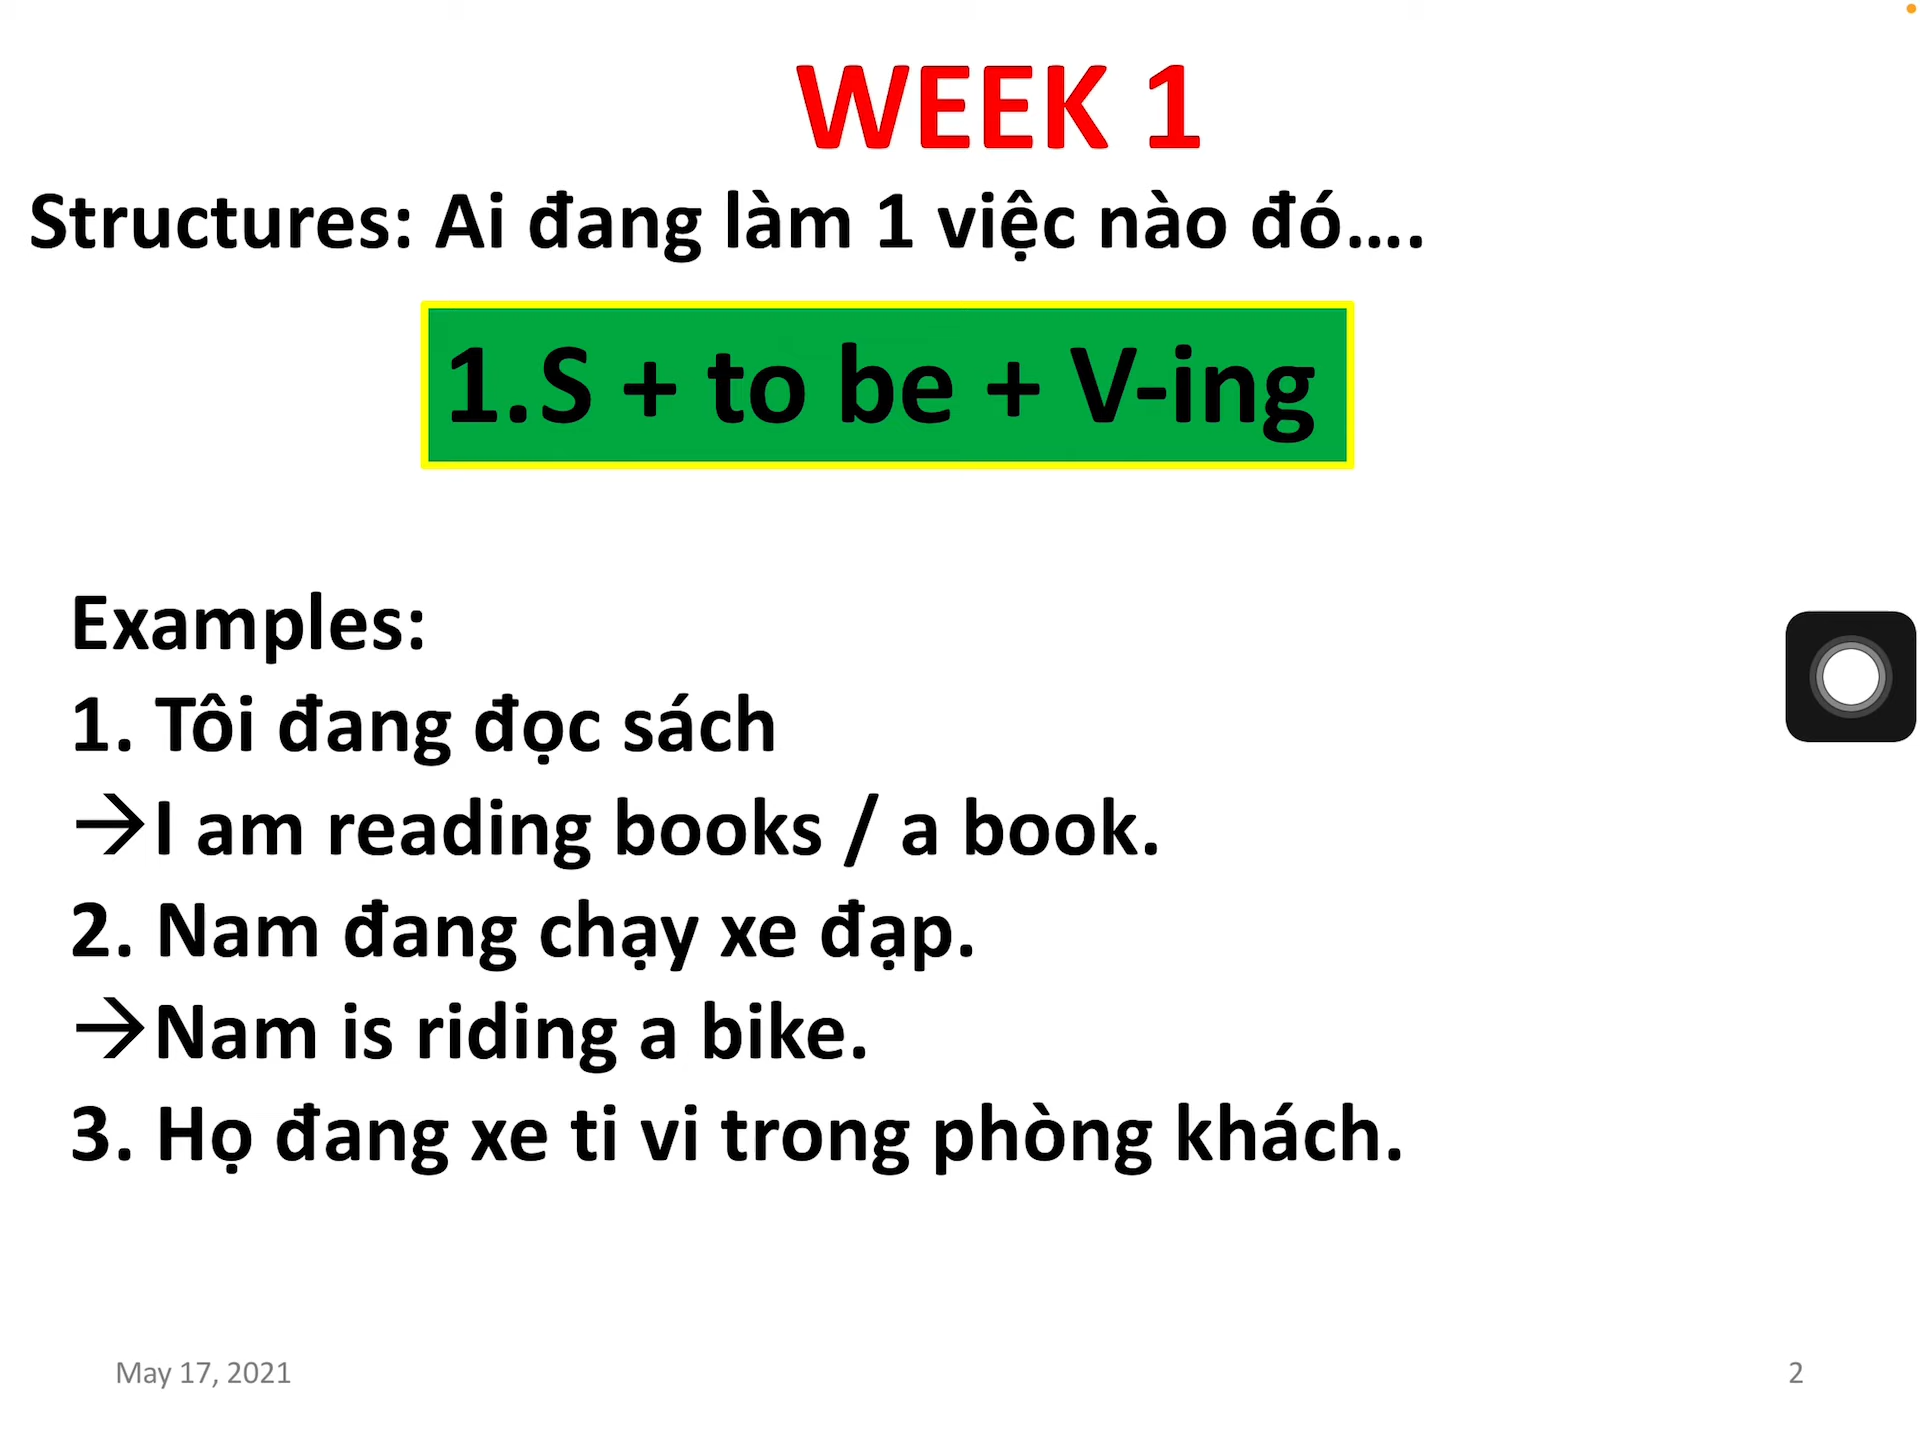 WEEK 1
Structures: Ai đang làm 1 việc nào đó....
1.S + to be + V-ing
Examples:
1. Tôi đang đọc sách
→I am reading books / a book.
2. Nam đang chạy xe đạp.
→Nam is riding a bike.
3. Họ đang xe ti vi trong phòng khách.
May 17, 2021
2